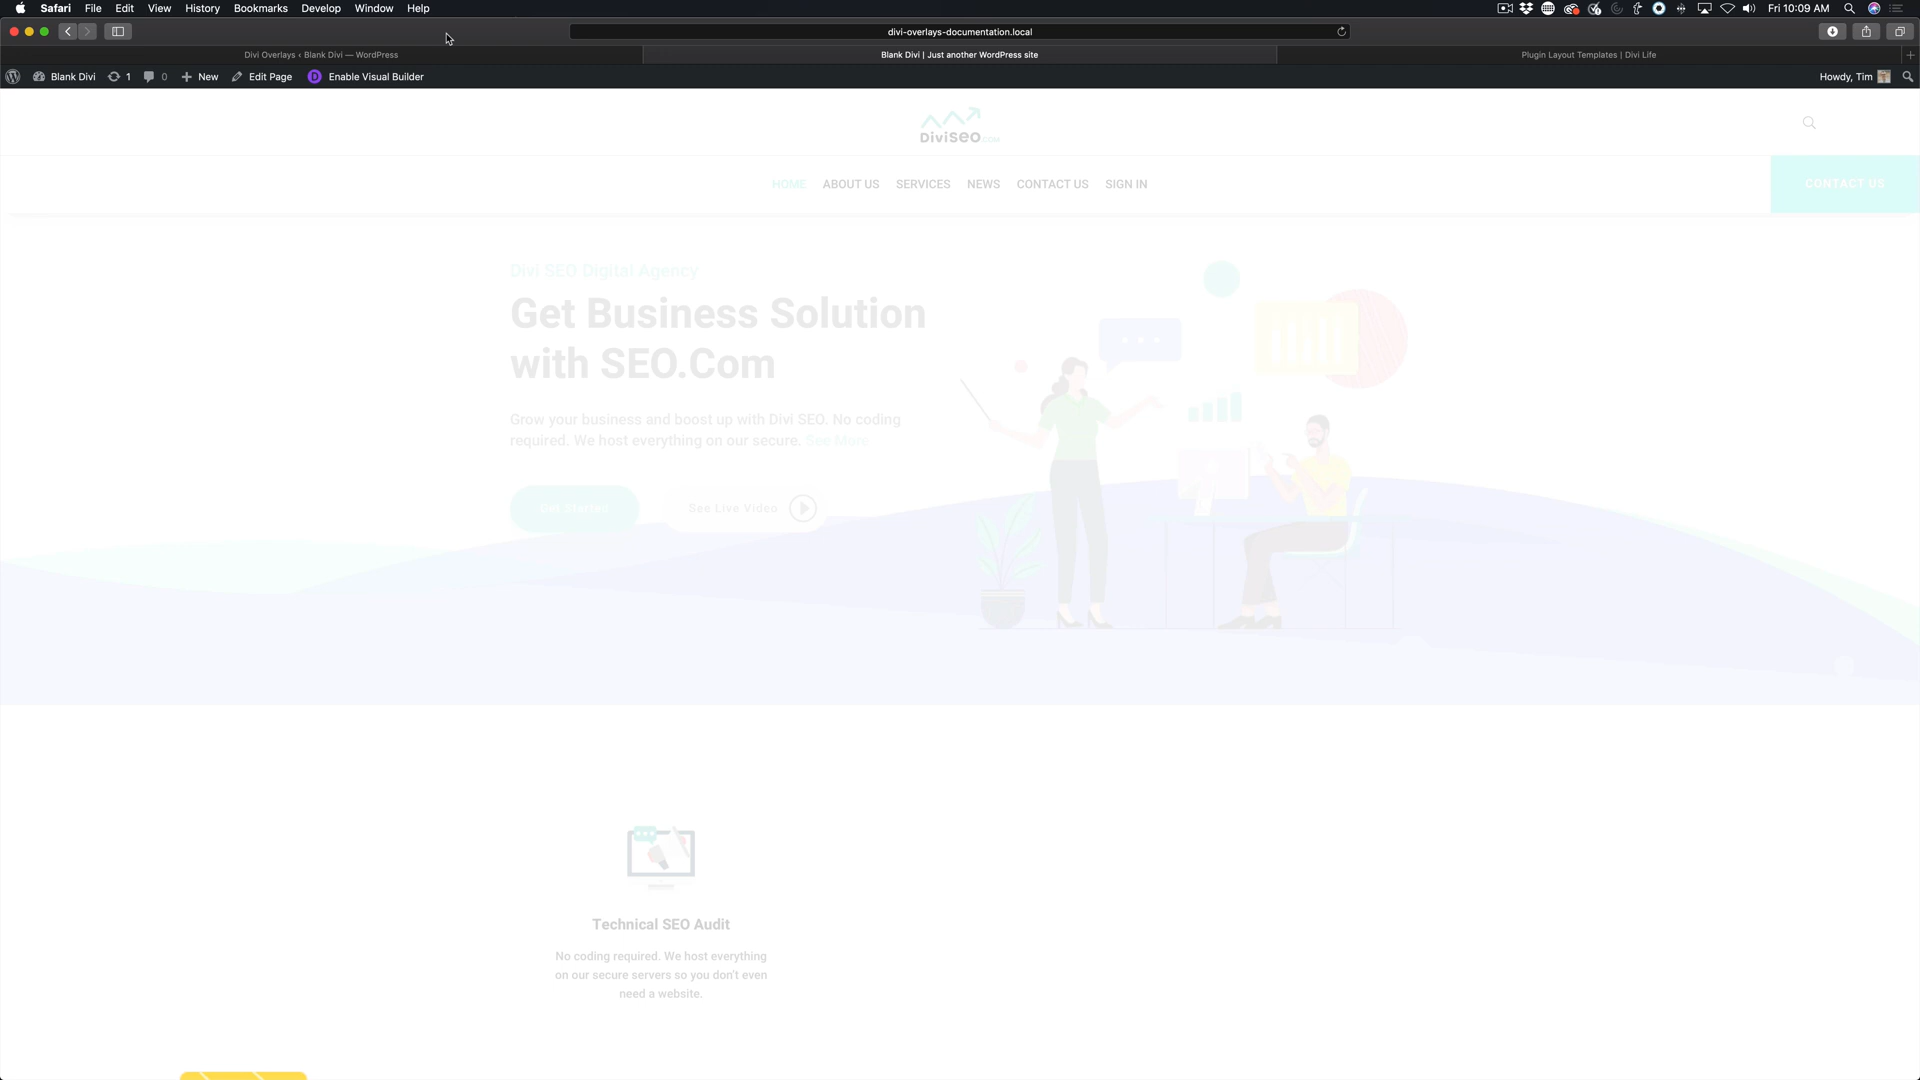 Safari File Edit View History Bookmarks Develop Window Help
Fri 10:09 AM
divi-overlays-documentation.local
Divi Overlays ‹ Blank Divi — WordPress
Blank Divi | Just another WordPress site
Plugin Layout Templates | Divi Life
Blank Divi 1 0 New Edit Page Enable Visual Builder
Howdy, Tim
DiviSeo.com
HOME ABOUT US SERVICES NEWS CONTACT US SIGN IN
CONTACT US
Divi SEO Digital Agency
Get Business Solution
with SEO.Com
Grow your business and boost up with Divi SEO. No coding
required. We host everything on our secure. See More
See Live Video
Technical SEO Audit
No coding required. We host everything
on our secure servers so you don't even
need a website.